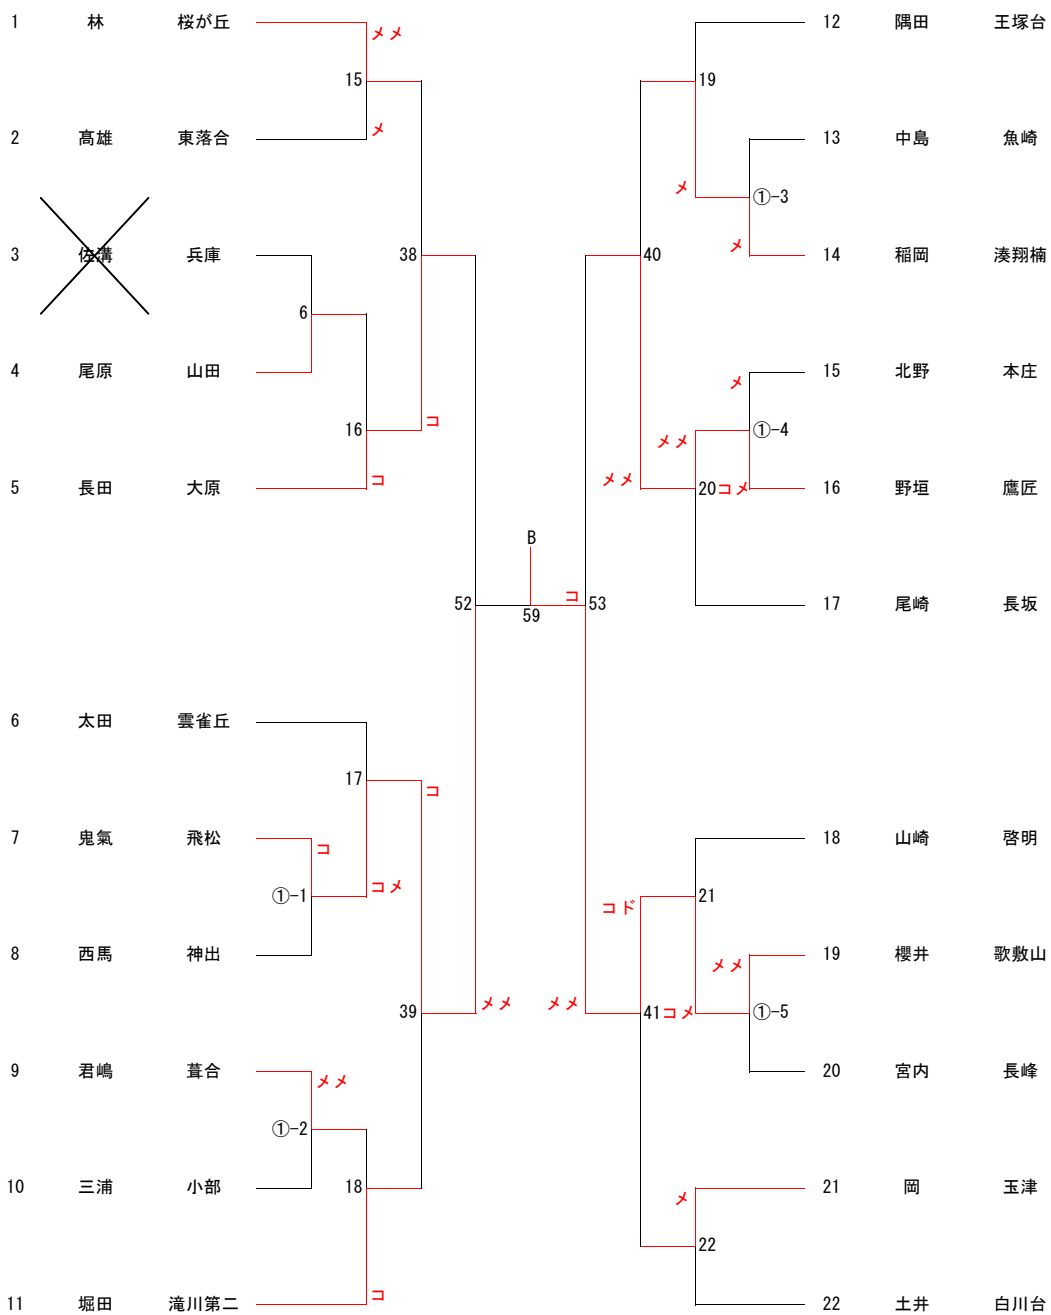 1 林 桜が丘
メメ
15
2 髙雄 東落合
メ
3 佐溝 兵庫
38
6
4 尾原 山田
16
コ
5 長田 大原
コ
52
6 太田 雲雀丘
17
コ
7 鬼氣 飛松
コ
①-1
コメ
8 西馬 神出
39
メメ
9 君嶋 葺合
メメ
①-2
10 三浦 小部
18
11 堀田 滝川第二
コ
B
59
コ
53
12 隅田 王塚台
19
13 中島 魚崎
メ
①-3
メ
14 稲岡 湊翔楠
40
15 北野 本庄
メ
①-4
メメ
メメ
20
コメ
16 野垣 鷹匠
17 尾崎 長坂
18 山崎 啓明
21
コド
19 櫻井 歌敷山
メメ
①-5
メメ
41
コメ
20 宮内 長峰
21 岡 玉津
メ
22
22 土井 白川台